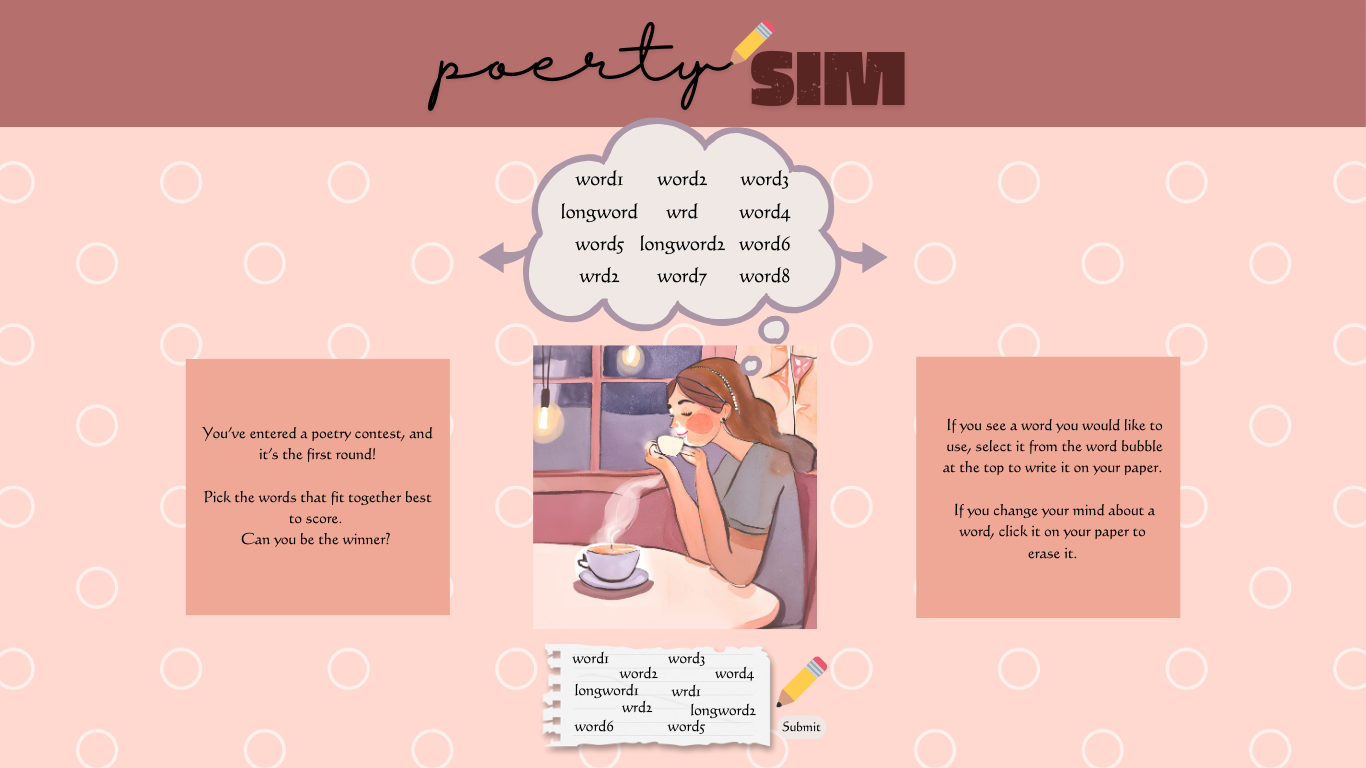 poerty SIM
word1 word2 word3
longword wrd word4
word5 longword2 word6
wrd2 word7 word8
You've entered a poetry contest, and
it's the first round!
Pick the words that fit together best
to score.
Can you be the winner?
If you see a word you would like to
use, select it from the word bubble
at the top to write it on your paper.
If you change your mind about a
word, click it on your paper to
erase it.
word1 word3
word2 word4
longword1 wrd1
wrd2 longword2
word6 word5
Submit